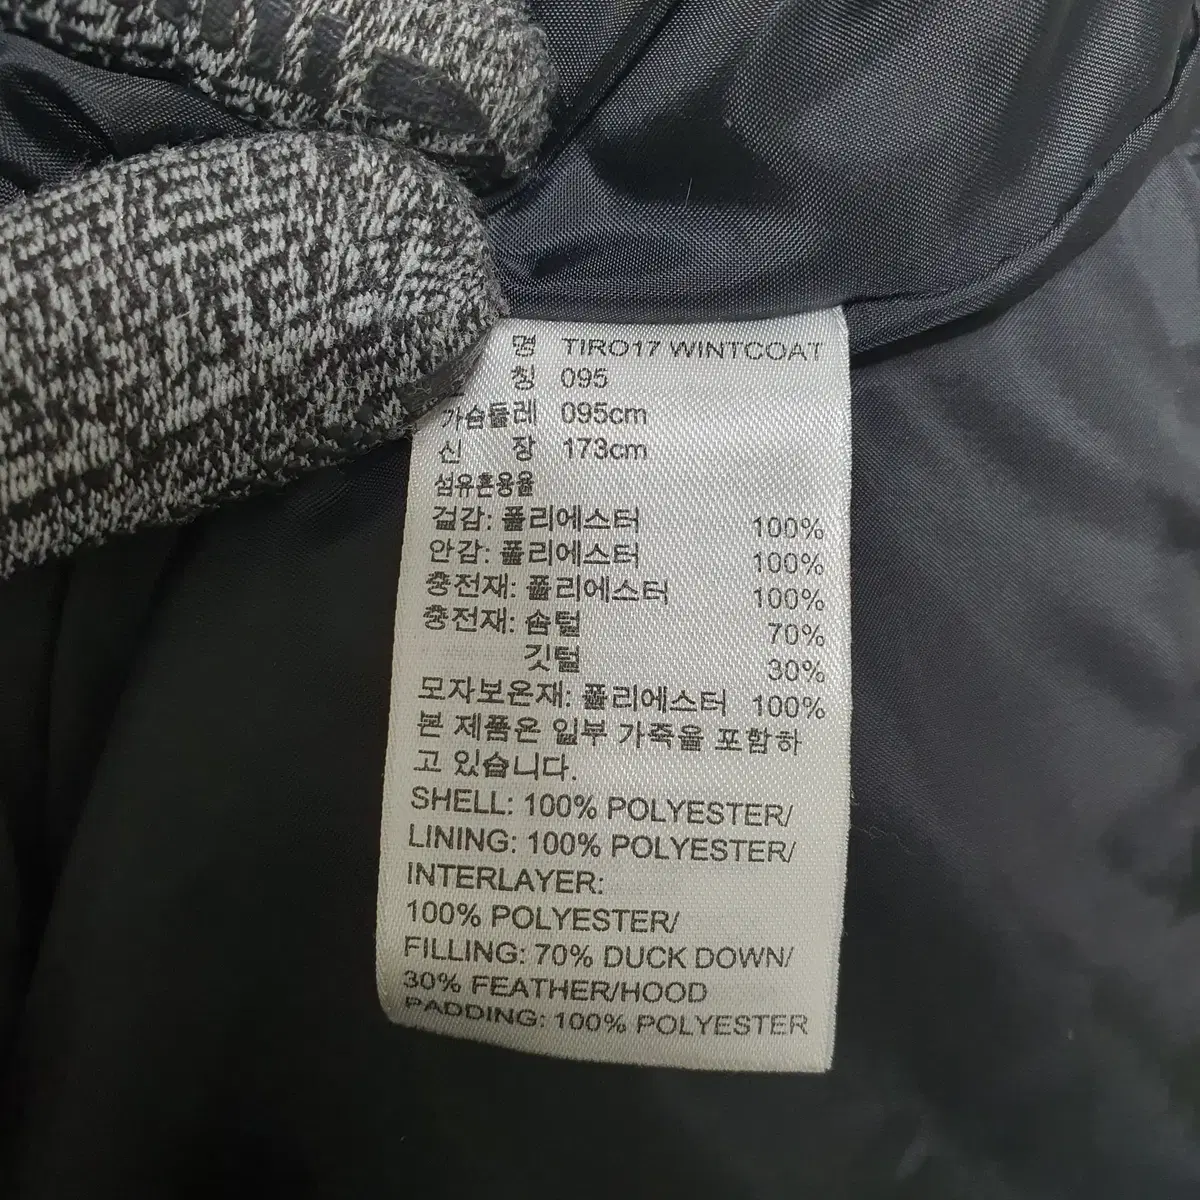 명 TIRO17 WINTCOAT
칭 095
가슴둘레 095cm
신 장 173cm
섬유혼용율
겉감: 폴리에스터 100%
안감: 폴리에스터 100%
충전재: 폴리에스터 100%
충전재: 솜털 70%
깃털 30%
모자보온재: 폴리에스터 100%
본 제품은 일부 가죽을 포함하
고 있습니다.
SHELL: 100% POLYESTER/
LINING: 100% POLYESTER/
INTERLAYER:
100% POLYESTER/
FILLING: 70% DUCK DOWN/
30% FEATHER/HOOD
PADDING: 100% POLYESTER